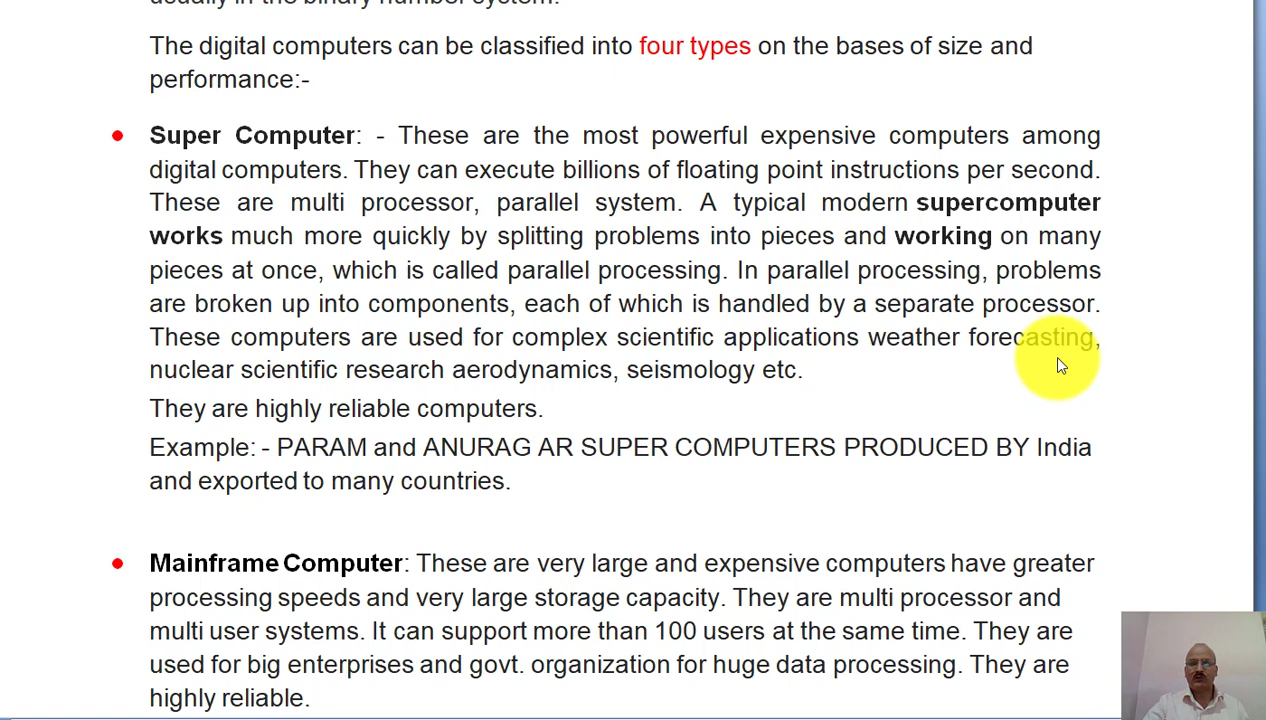 usually in the binary number system.
The digital computers can be classified into four types on the bases of size and
performance:-
Super Computer: - These are the most powerful expensive computers among
digital computers. They can execute billions of floating point instructions per second.
These are multi processor, parallel system. A typical modern supercomputer
works much more quickly by splitting problems into pieces and working on many
pieces at once, which is called parallel processing. In parallel processing, problems
are broken up into components, each of which is handled by a separate processor.
These computers are used for complex scientific applications weather forecasting,
nuclear scientific research aerodynamics, seismology etc.
They are highly reliable computers.
Example: - PARAM and ANURAG AR SUPER COMPUTERS PRODUCED BY India
and exported to many countries.
Mainframe Computer: These are very large and expensive computers have greater
processing speeds and very large storage capacity. They are multi processor and
multi user systems. It can support more than 100 users at the same time. They are
used for big enterprises and govt. organization for huge data processing. They are
highly reliable.